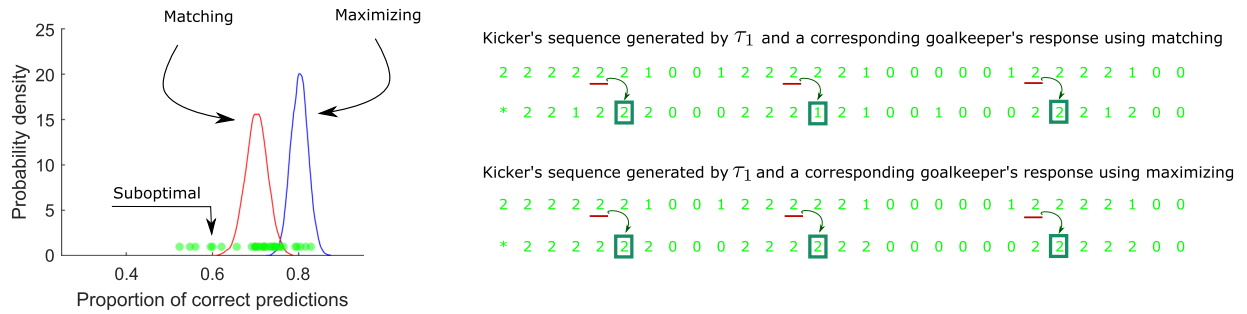 Matching
Maximizing
Suboptimal
25
20
15
10
5
0
0.4 0.6 0.8
Probability density
Proportion of correct predictions
Kicker's sequence generated by τ1 and a corresponding goalkeeper's response using matching
2 2 2 2 2 2 1 0 0 1 2 2 2 2 2 1 0 0 0 0 0 1 2 2 2 2 1 0 0
* 2 2 1 2 2 2 0 0 0 2 2 2 1 2 1 0 0 1 0 0 0 2 2 2 1 2 0 0
Kicker's sequence generated by τ1 and a corresponding goalkeeper's response using maximizing
2 2 2 2 2 2 1 0 0 1 2 2 2 2 2 1 0 0 0 0 0 1 2 2 2 2 1 0 0
* 2 2 2 2 2 2 0 0 0 2 2 2 2 2 2 0 0 0 0 0 0 2 2 2 2 2 0 0